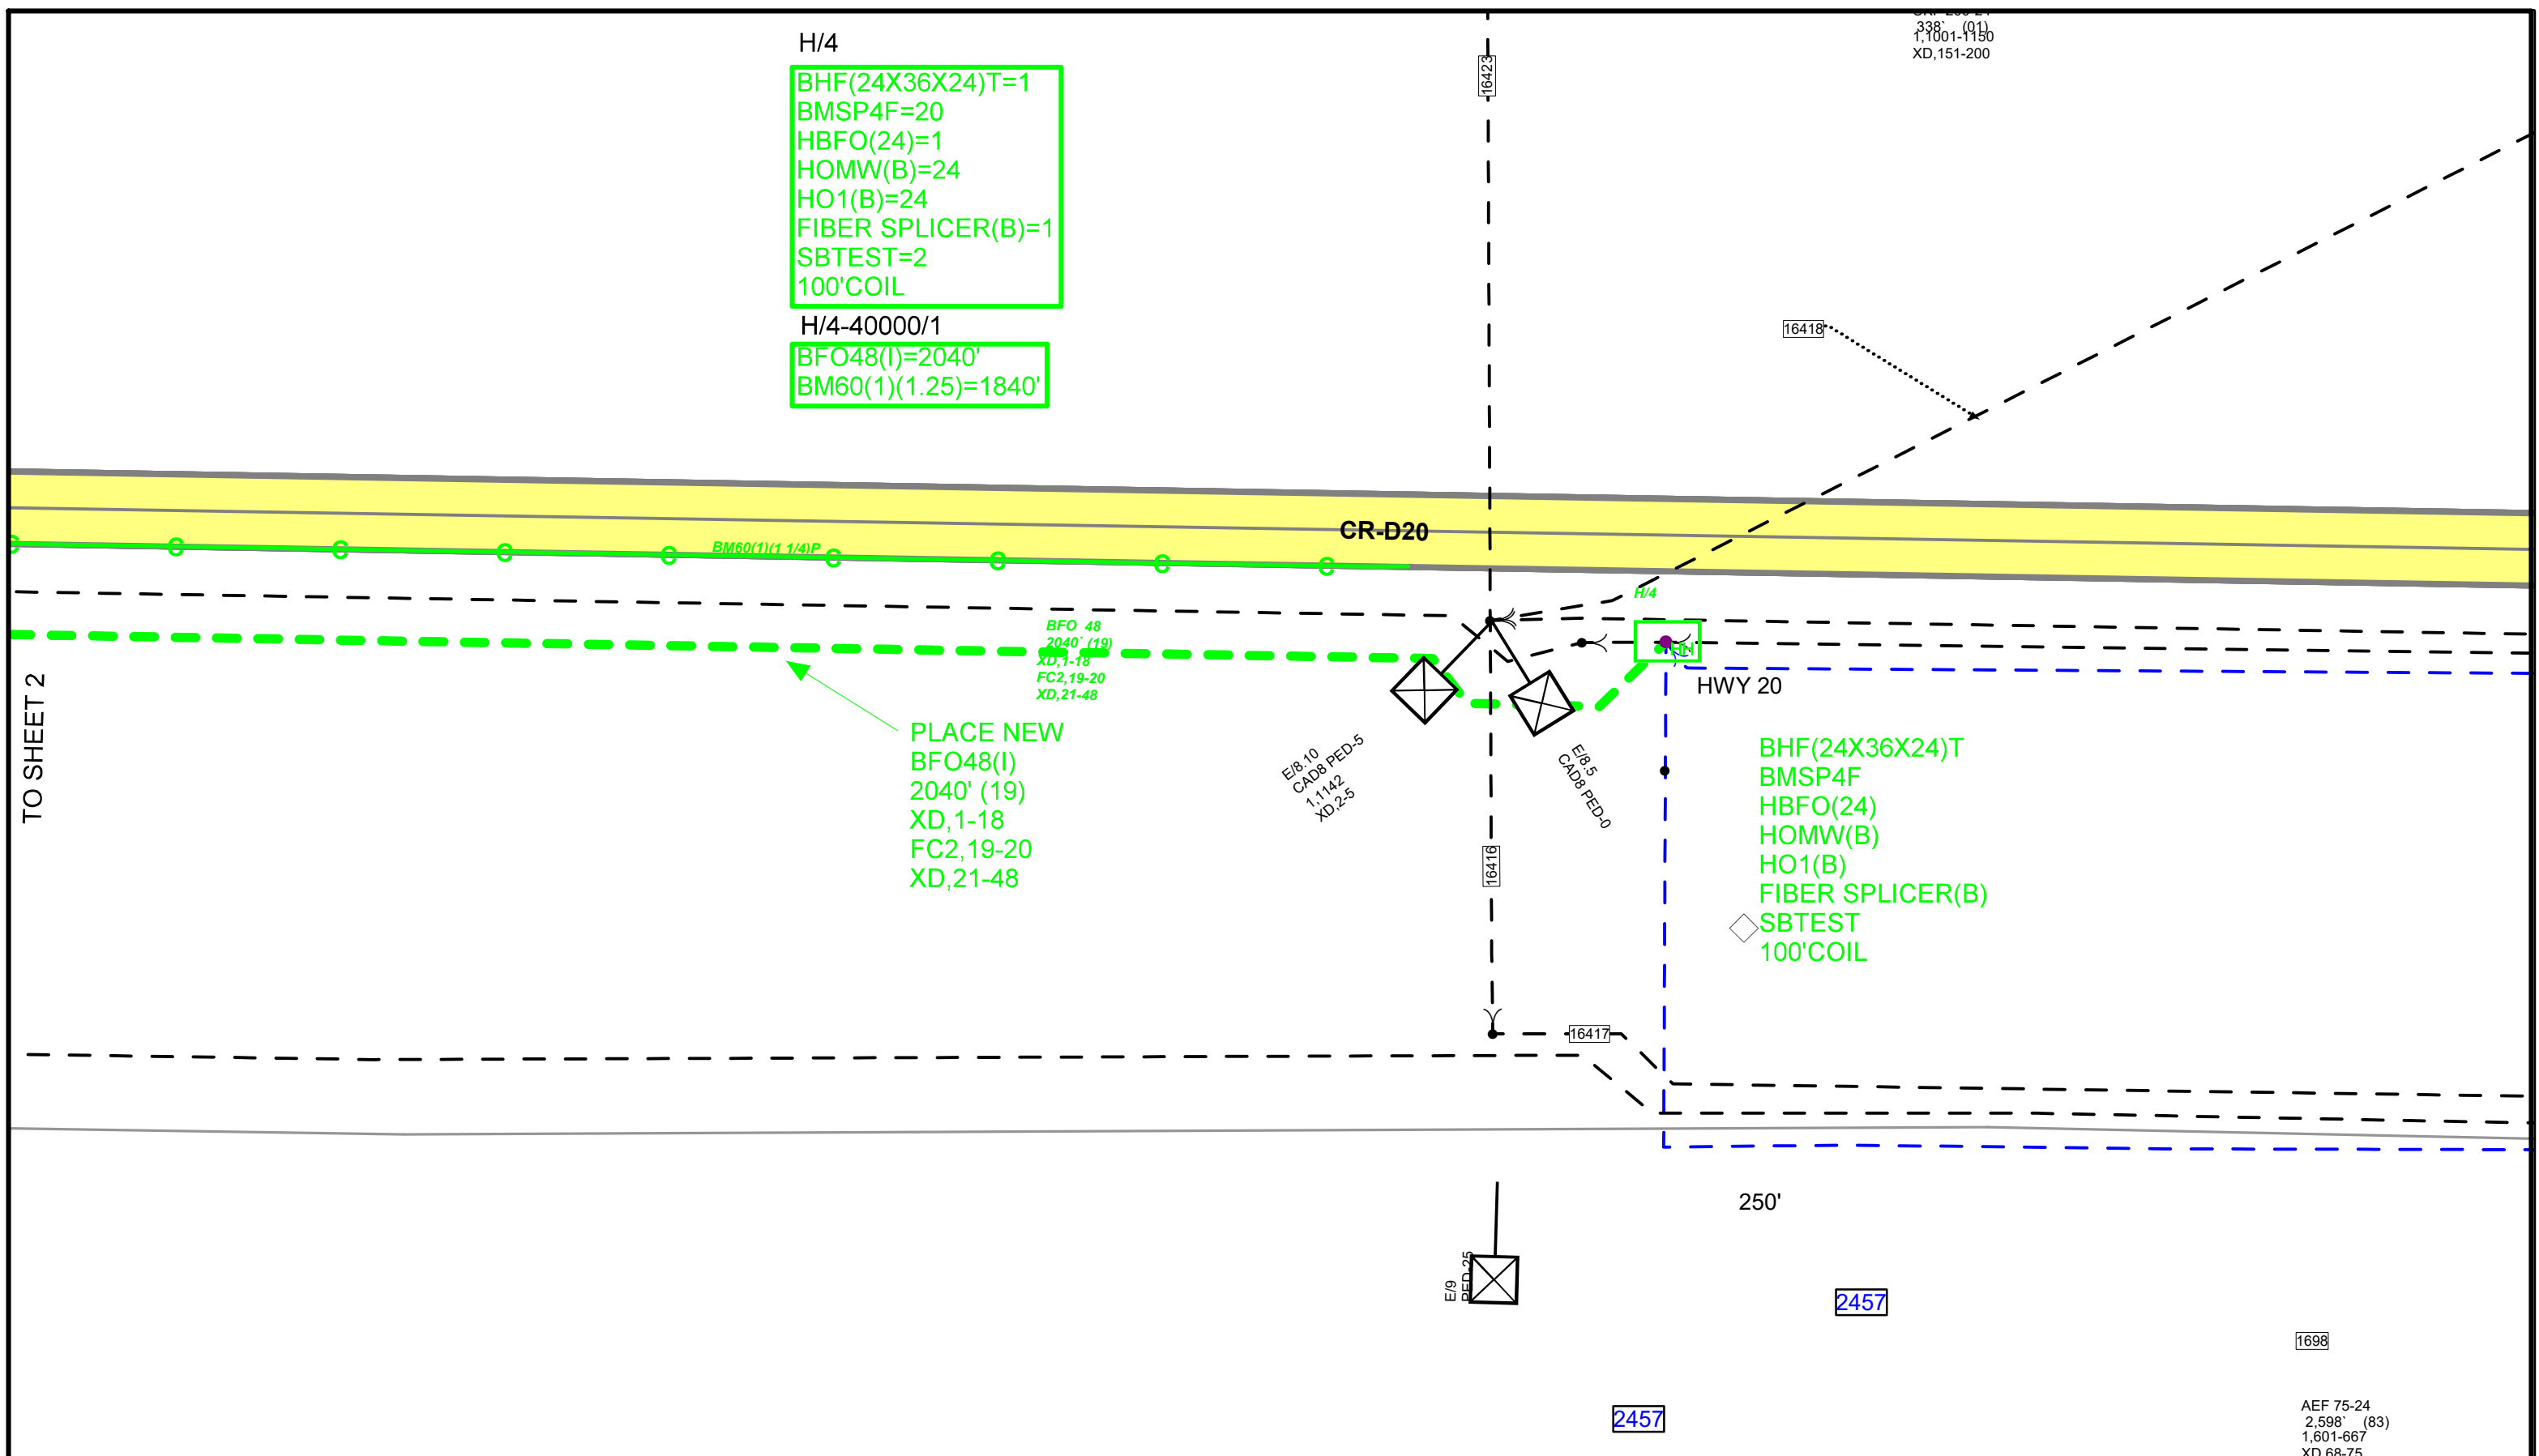 H/4
BHF(24X36X24)T=1
BMSP4F=20
HBFO(24)=1
HOMW(B)=24
HO1(B)=24
FIBER SPLICER(B)=1
SBTEST=2
100'COIL
H/4-40000/1
BFO48(I)=2040'
BM60(1)(1.25)=1840'
16423
338` (01)
1,1001-1150
XD,151-200
16418
CR-D20
BM60(1)(1 1/4)P
H/4
HH
HWY 20
BFO 48
2040` (19)
XD,1-18
FC2,19-20
XD,21-48
TO SHEET 2
PLACE NEW
BFO48(I)
2040' (19)
XD,1-18
FC2,19-20
XD,21-48
E/8.10
CAD8 PED-5
1,1142
XD,2-5
E/8.5
CAD8 PED-0
BHF(24X36X24)T
BMSP4F
HBFO(24)
HOMW(B)
HO1(B)
FIBER SPLICER(B)
SBTEST
100'COIL
16416
16417
250'
E/9
PED-25
2457
1698
2457
AEF 75-24
2,598` (83)
1,601-667
XD,68-75